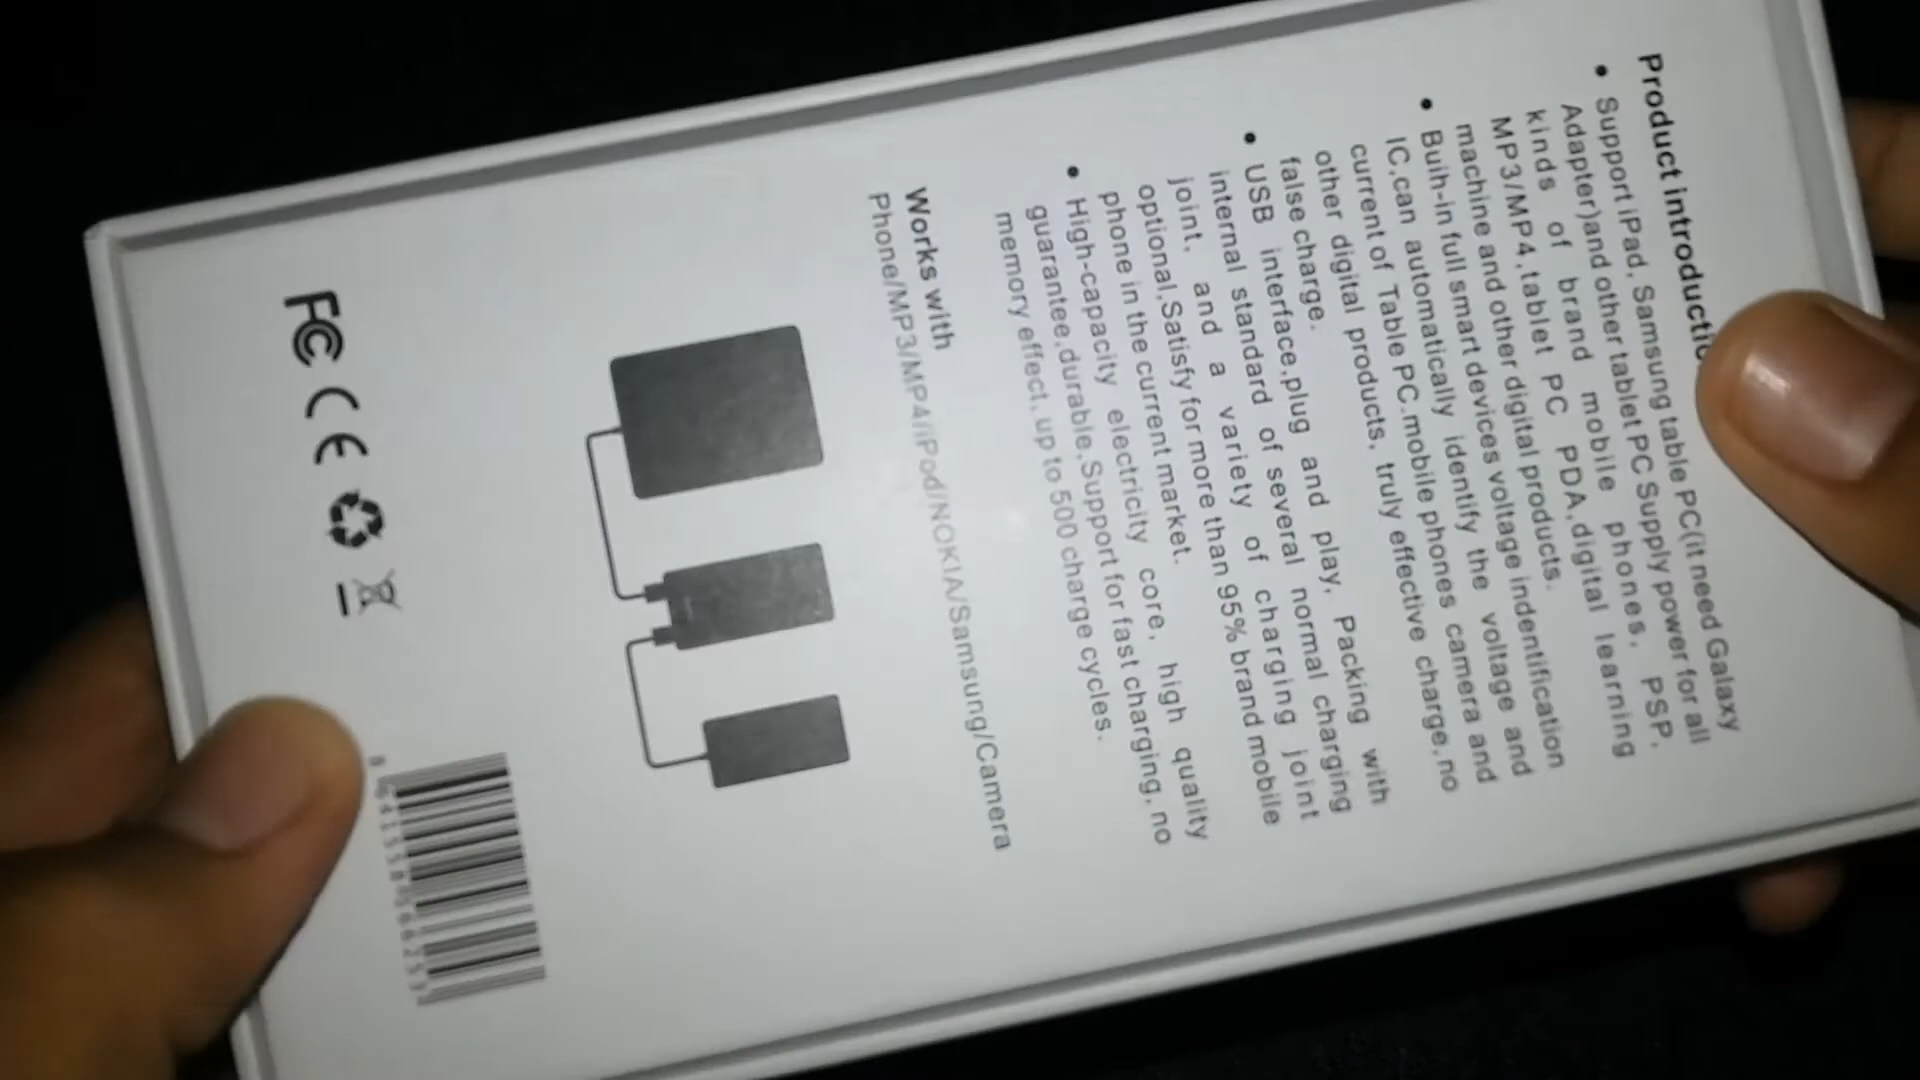 Product introductio
• Support iPad, Samsung table PC(it need Galaxy
Adapter)and other tablet PC Supply power for all
kinds of brand mobile phones, PSP,
MP3/MP4,tablet PC PDA,digital learning
machine and other digital products.
• Buih-in full smart devices voltage indentification
IC,can automatically identify the voltage and
current of Table PC.mobile phones camera and
other digital products, truly effective charge,no
false charge.
• USB interface,plug and play, Packing with
internal standard of several normal charging
joint, and a variety of charging joint
optional,Satisfy for more than 95% brand mobile
phone in the current market.
• High-capacity electricity core, high quality
guarantee,durable,Support for fast charging, no
memory effect, up to 500 charge cycles.
Works with
Phone/MP3/MP4/iPod/NOKIA/Samsung/Camera
FC CE